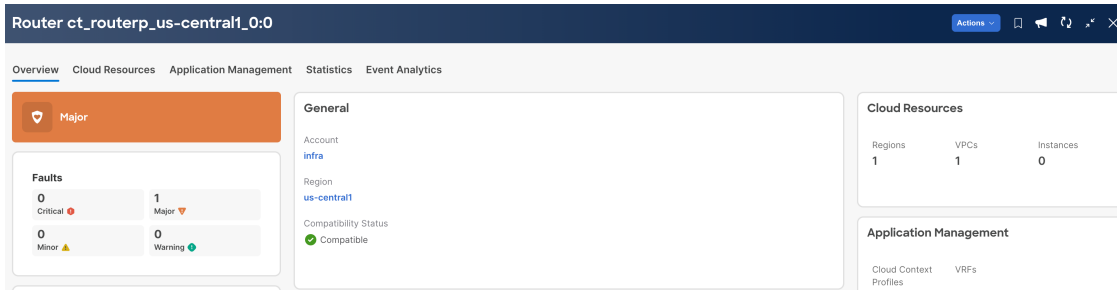 Router ct_routerp_us-central1_0:0
Actions
Overview Cloud Resources Application Management Statistics Event Analytics
Major
Faults
0
Critical
1
Major
0
Minor
0
Warning
General
Account
infra
Region
us-central1
Compatibility Status
Compatible
Cloud Resources
Regions VPCs Instances
1 1 0
Application Management
Cloud Context Profiles
VRFs